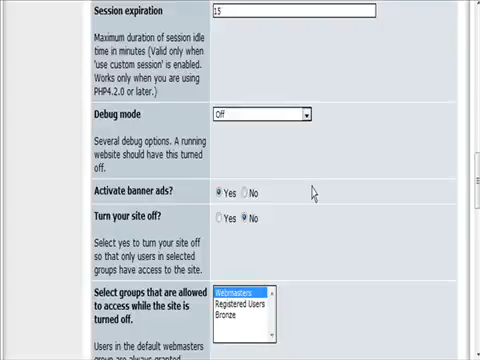 Session expiration
15
Maximum duration of session idle
time in minutes (Valid only when
'use custom session' is enabled.
Works only when you are using
PHP4.2.0 or later.)
Debug mode
Off
Several debug options. A running
website should have this turned
off.
Activate banner ads?
Yes No
Turn your site off?
Yes No
Select yes to turn your site off
so that only users in selected
groups have access to the site.
Select groups that are allowed
to access while the site is
turned off.
Webmasters
Registered Users
Bronze
Users in the default webmasters
group are always granted